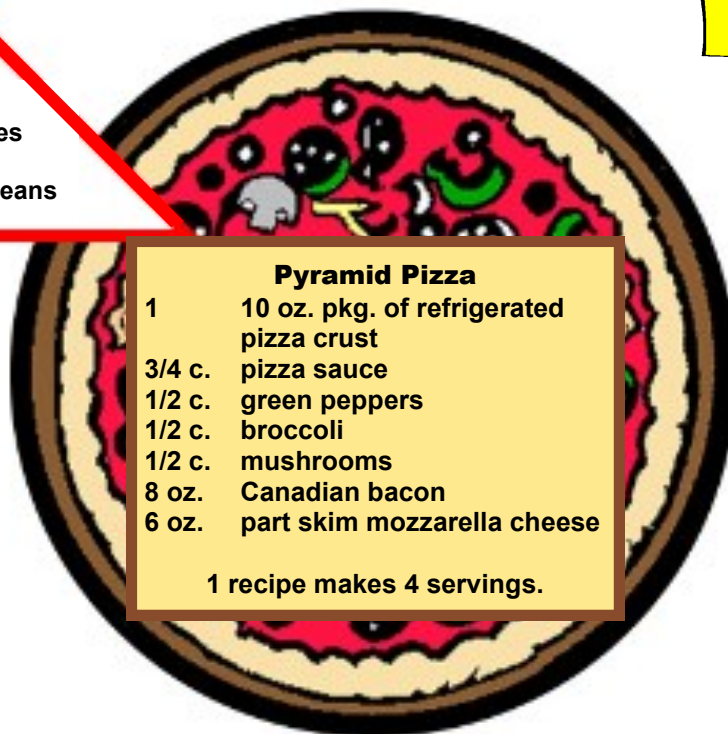 es
eans
Pyramid Pizza
1 10 oz. pkg. of refrigerated
pizza crust
3/4 c. pizza sauce
1/2 c. green peppers
1/2 c. broccoli
1/2 c. mushrooms
8 oz. Canadian bacon
6 oz. part skim mozzarella cheese
1 recipe makes 4 servings.